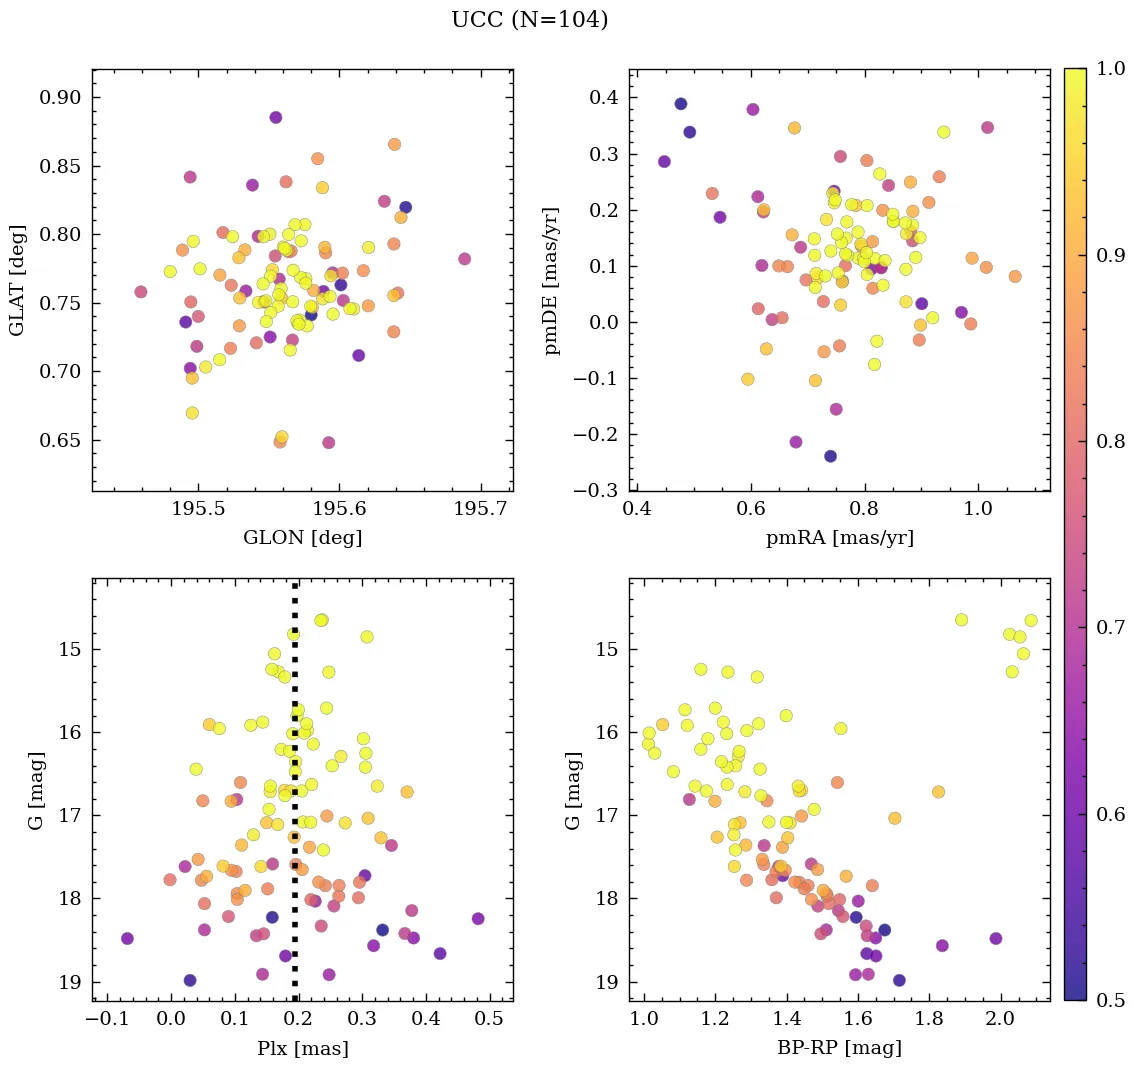 UCC (N=104)
0.90
0.85
0.80
0.75
0.70
0.65
GLAT [deg]
195.5 195.6 195.7
GLON [deg]
0.4
0.3
0.2
0.1
0.0
−0.1
−0.2
−0.3
pmDE [mas/yr]
0.4 0.6 0.8 1.0
pmRA [mas/yr]
15
16
17
18
19
G [mag]
−0.1 0.0 0.1 0.2 0.3 0.4 0.5
Plx [mas]
15
16
17
18
19
G [mag]
1.0 1.2 1.4 1.6 1.8 2.0
BP-RP [mag]
1.0
0.9
0.8
0.7
0.6
0.5